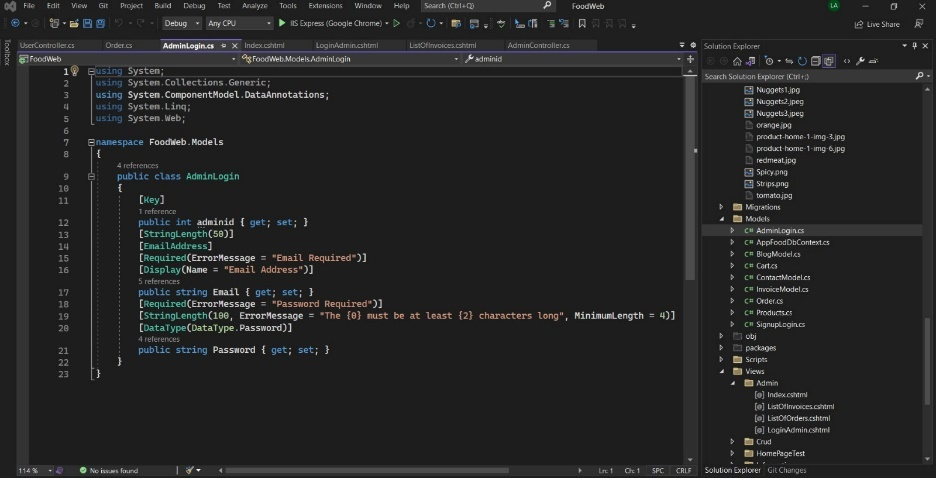 File Edit View Git Project Build Debug Test Analyze Tools Extensions Window Help Search (Ctrl+Q) FoodWeb LA
Debug Any CPU IIS Express (Google Chrome) Live Share
Toolbox
UserController.cs Order.cs AdminLogin.cs Index.cshtml LoginAdmin.cshtml ListOfInvoices.cshtml AdminController.cs
FoodWeb FoodWeb.Models.AdminLogin adminid
1 using System;
2 using System.Collections.Generic;
3 using System.ComponentModel.DataAnnotations;
4 using System.Linq;
5 using System.Web;
6
7 namespace FoodWeb.Models
8 {
4 references
9 public class AdminLogin
10 {
11 [Key]
1 reference
12 public int adminid { get; set; }
13 [StringLength(50)]
14 [EmailAddress]
15 [Required(ErrorMessage = "Email Required")]
16 [Display(Name = "Email Address")]
5 references
17 public string Email { get; set; }
18 [Required(ErrorMessage = "Password Required")]
19 [StringLength(100, ErrorMessage = "The {0} must be at least {2} characters long", MinimumLength = 4)]
20 [DataType(DataType.Password)]
4 references
21 public string Password { get; set; }
22 }
23 }
114 % No issues found Ln: 1 Ch: 1 SPC CRLF
Solution Explorer
Search Solution Explorer (Ctrl+;)
Nuggets1.jpg
Nuggets2.jpeg
Nuggets3.jpeg
orange.jpg
product-home-1-img-3.jpg
product-home-1-img-6.jpg
redmeat.jpg
Spicy.png
Strips.png
tomato.jpg
Migrations
Models
C# AdminLogin.cs
C# AppFoodDbContext.cs
C# BlogModel.cs
C# Cart.cs
C# ContactModel.cs
C# InvoiceModel.cs
C# Order.cs
C# Products.cs
C# SignupLogin.cs
obj
packages
Scripts
Views
Admin
Index.cshtml
ListOfInvoices.cshtml
ListOfOrders.cshtml
LoginAdmin.cshtml
Crud
HomePageTest
Solution Explorer Git Changes